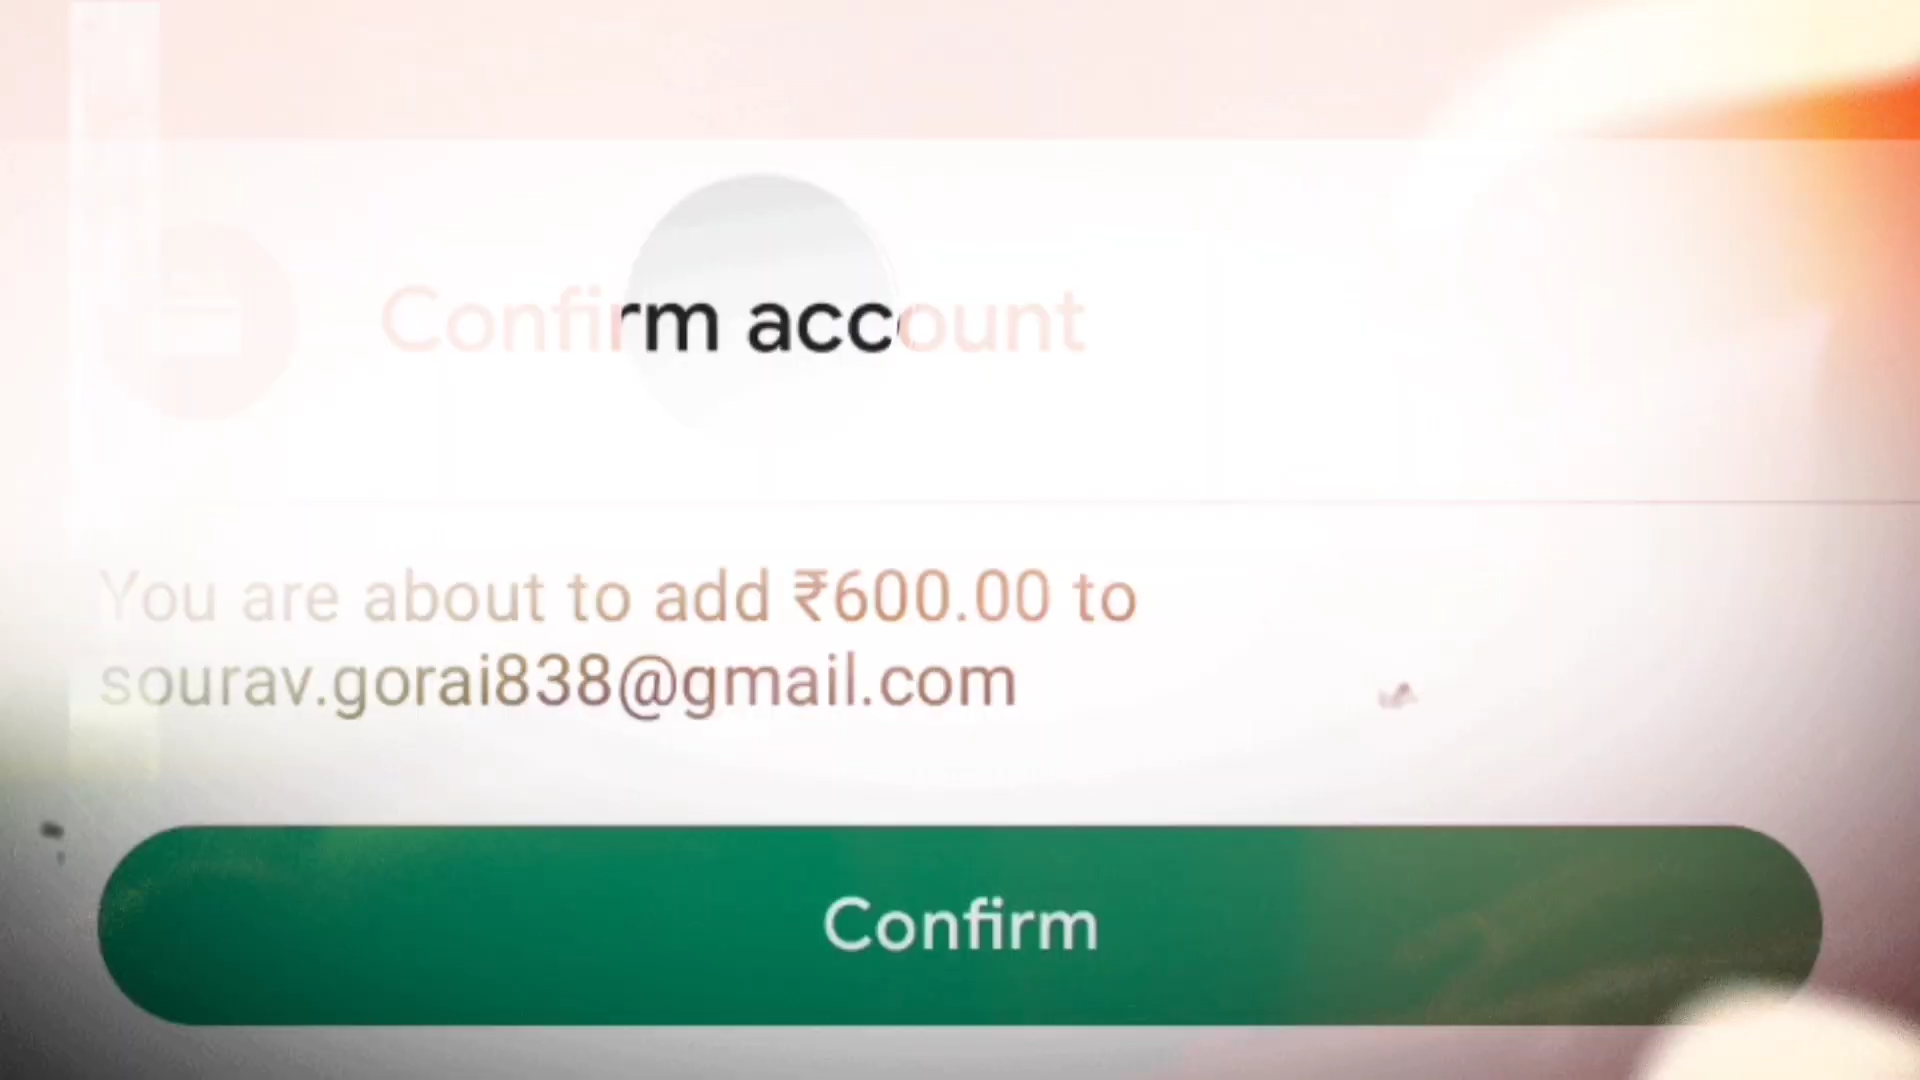 Confirm account
You are about to add ₹600.00 to
sourav.gorai838@gmail.com
Confirm